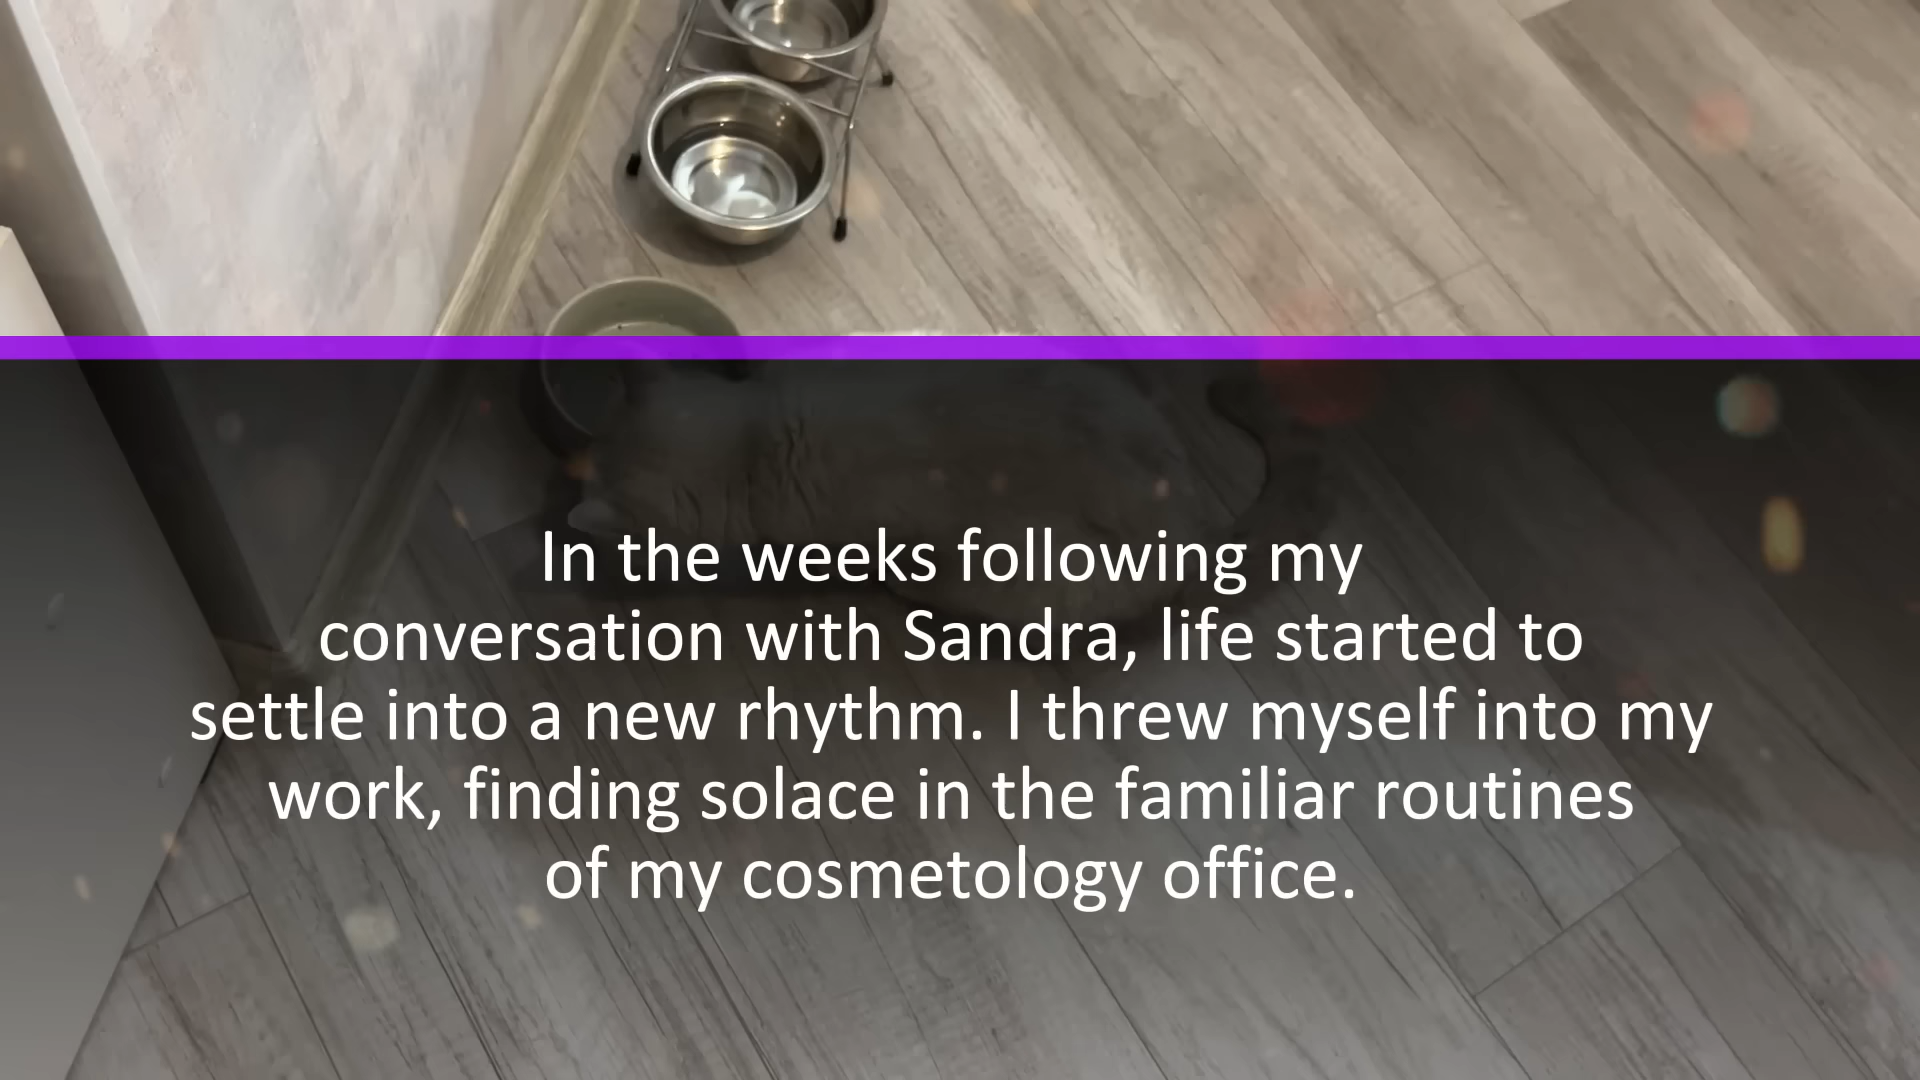 In the weeks following my
conversation with Sandra, life started to
settle into a new rhythm. I threw myself into my
work, finding solace in the familiar routines
of my cosmetology office.